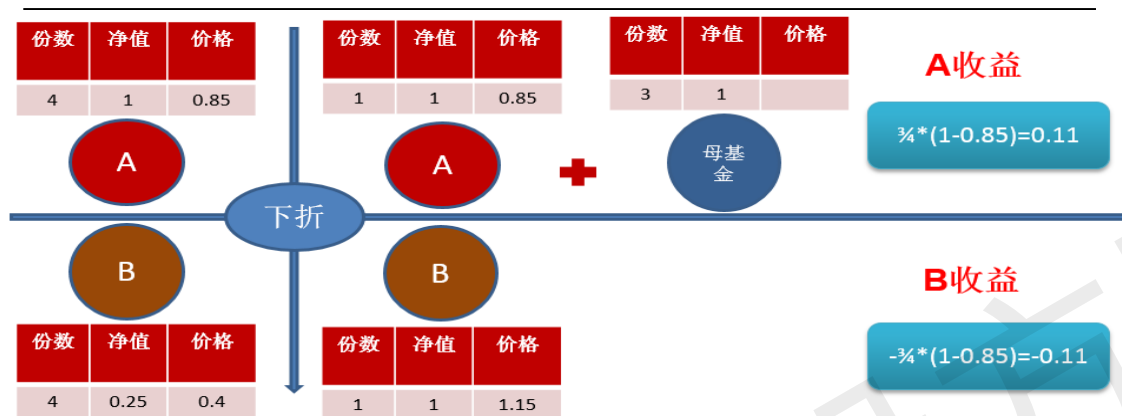 份数 净值 价格
4 1 0.85
A
份数 净值 价格
1 1 0.85
A
份数 净值 价格
3 1
母基
金
A收益
¾*(1-0.85)=0.11
下折
B
份数 净值 价格
4 0.25 0.4
B
份数 净值 价格
1 1 1.15
B收益
-¾*(1-0.85)=-0.11